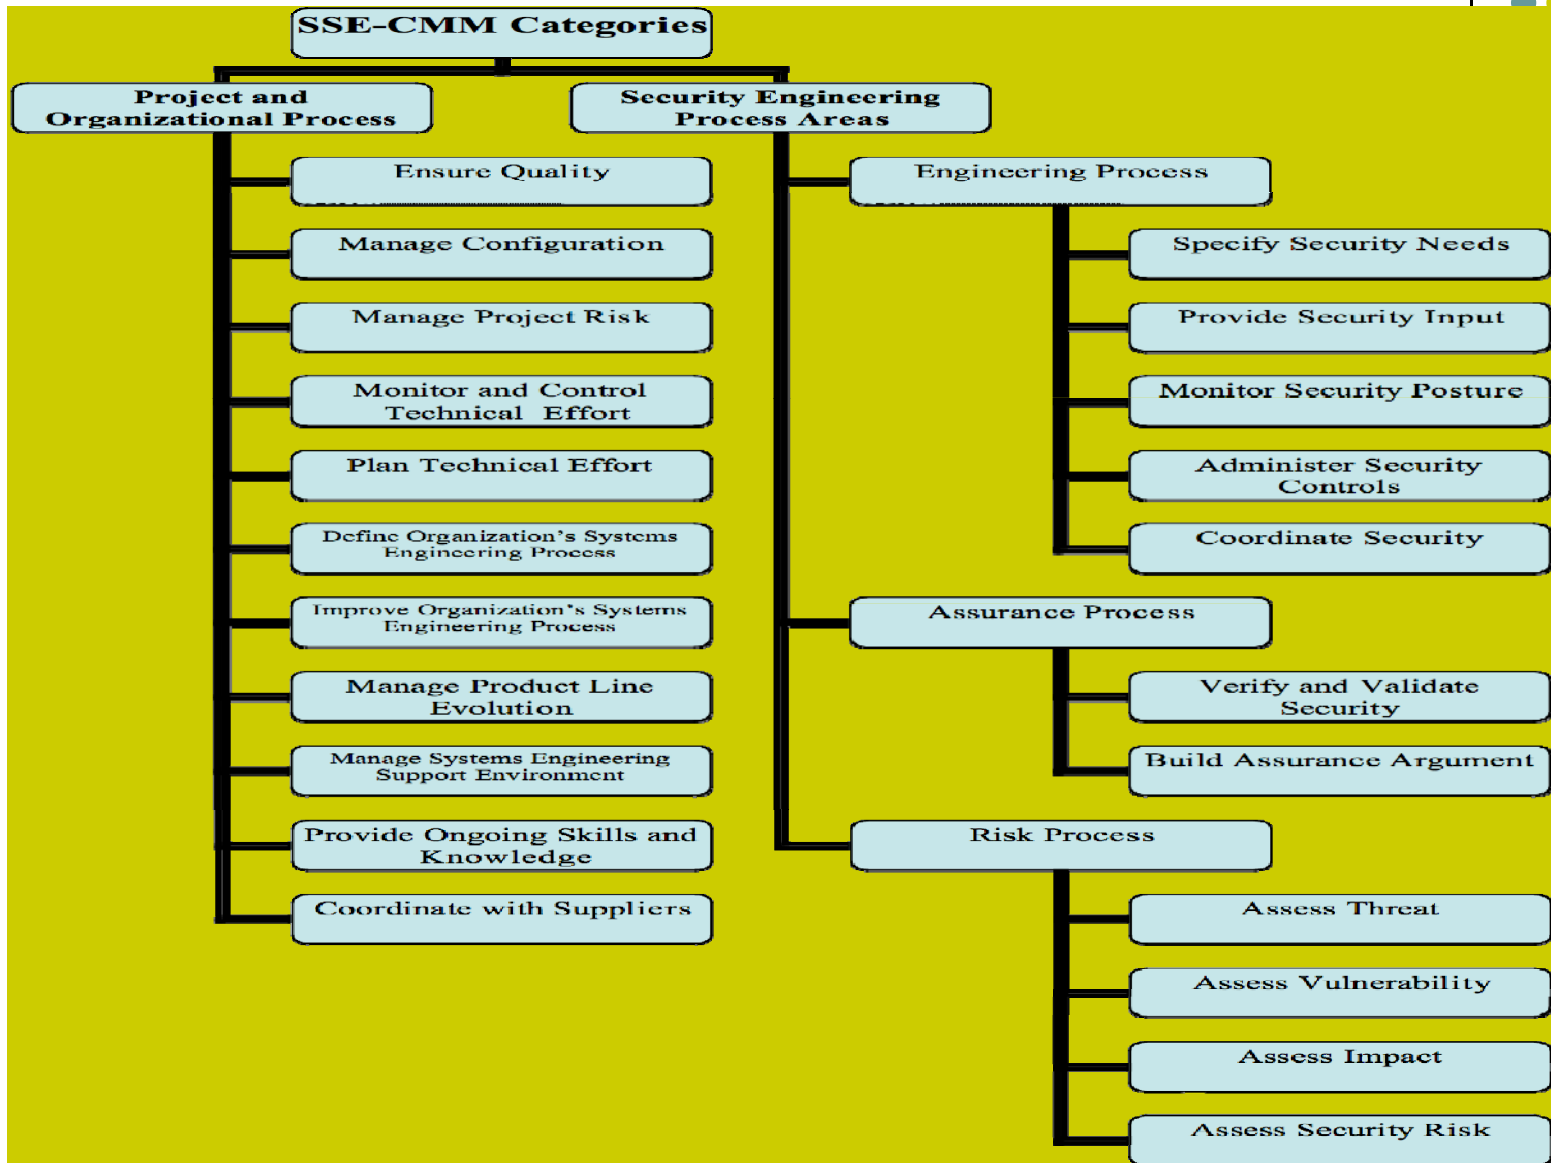 SSE-CMM Categories
Project and
Organizational Process
Security Engineering
Process Areas
Ensure Quality
Manage Configuration
Manage Project Risk
Monitor and Control
Technical Effort
Plan Technical Effort
Define Organization's Systems
Engineering Process
Improve Organization's Systems
Engineering Process
Manage Product Line
Evolution
Manage Systems Engineering
Support Environment
Provide Ongoing Skills and
Knowledge
Coordinate with Suppliers
Engineering Process
Specify Security Needs
Provide Security Input
Monitor Security Posture
Administer Security
Controls
Coordinate Security
Assurance Process
Verify and Validate
Security
Build Assurance Argument
Risk Process
Assess Threat
Assess Vulnerability
Assess Impact
Assess Security Risk